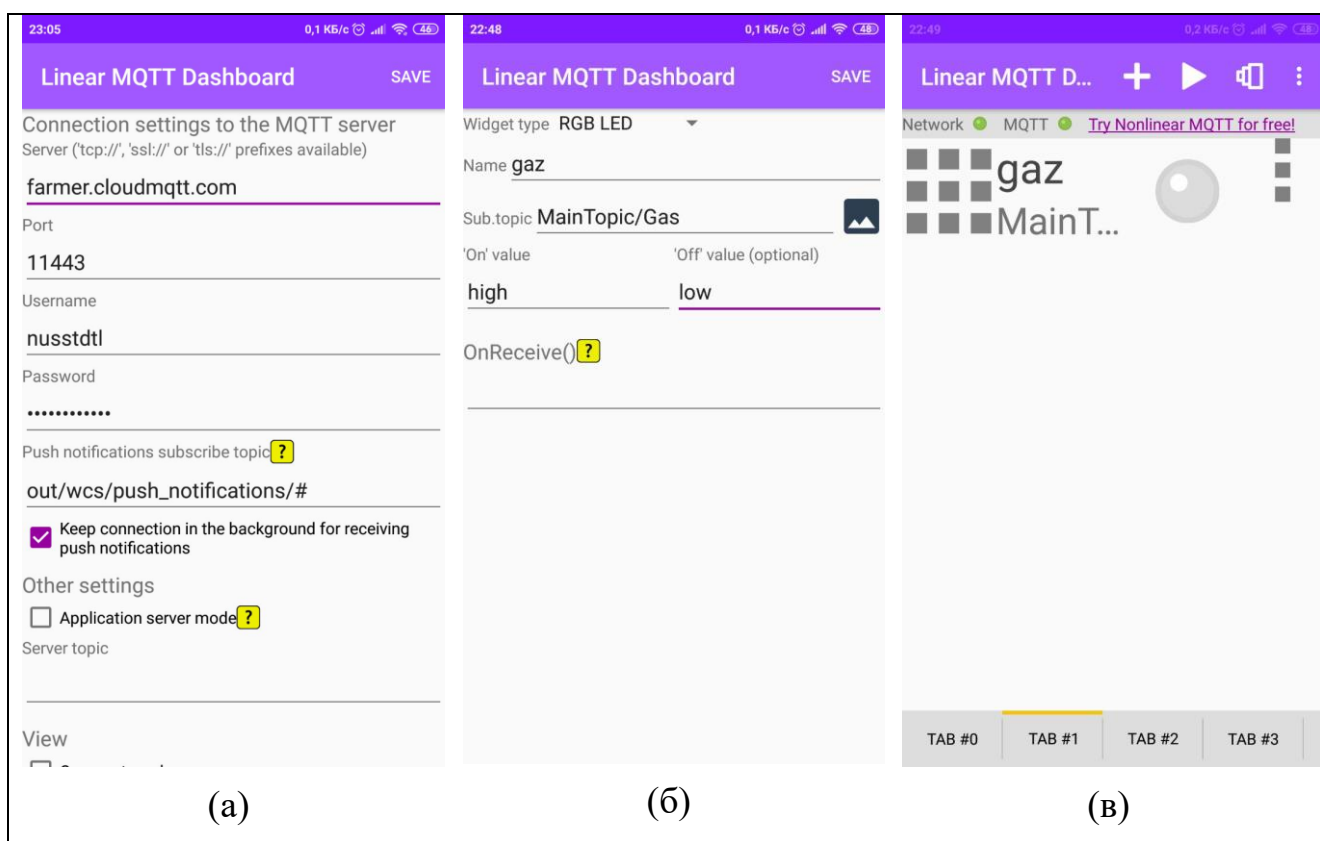 23:05 0,1 КБ/с 46
Linear MQTT Dashboard SAVE
Connection settings to the MQTT server
Server ('tcp://', 'ssl://' or 'tls://' prefixes available)
farmer.cloudmqtt.com
Port
11443
Username
nusstdtl
Password
••••••••••••
Push notifications subscribe topic ?
out/wcs/push_notifications/#
Keep connection in the background for receiving
push notifications
Other settings
Application server mode ?
Server topic
View
(а)
22:48 0,1 КБ/с 48
Linear MQTT Dashboard SAVE
Widget type RGB LED
Name gaz
Sub.topic MainTopic/Gas
'On' value 'Off' value (optional)
high low
OnReceive() ?
(б)
22:49 0,2 КБ/с 48
Linear MQTT D...
Network MQTT Try Nonlinear MQTT for free!
gaz
MainT...
TAB #0 TAB #1 TAB #2 TAB #3
(в)